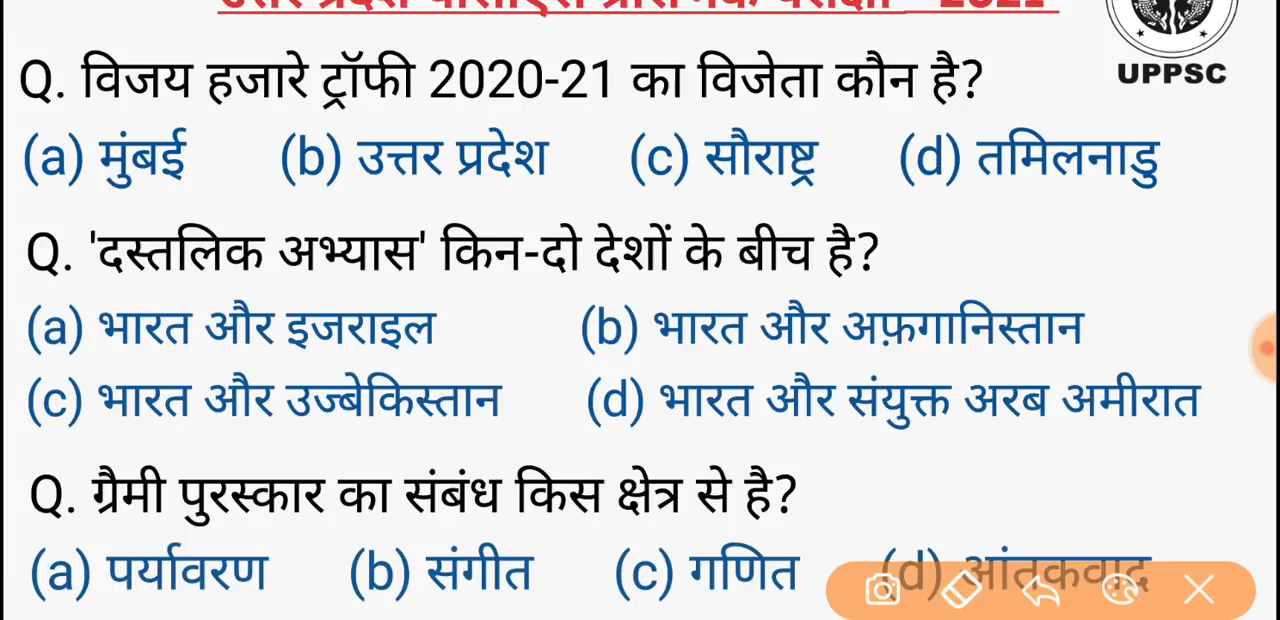 UPPSC
Q. विजय हजारे ट्रॉफी 2020-21 का विजेता कौन है?
(a) मुंबई (b) उत्तर प्रदेश (c) सौराष्ट्र (d) तमिलनाडु
Q. 'दस्तलिक अभ्यास' किन-दो देशों के बीच है?
(a) भारत और इजराइल (b) भारत और अफ़गानिस्तान
(c) भारत और उज्बेकिस्तान (d) भारत और संयुक्त अरब अमीरात
Q. ग्रैमी पुरस्कार का संबंध किस क्षेत्र से है?
(a) पर्यावरण (b) संगीत (c) गणित (d) आंतकवाद